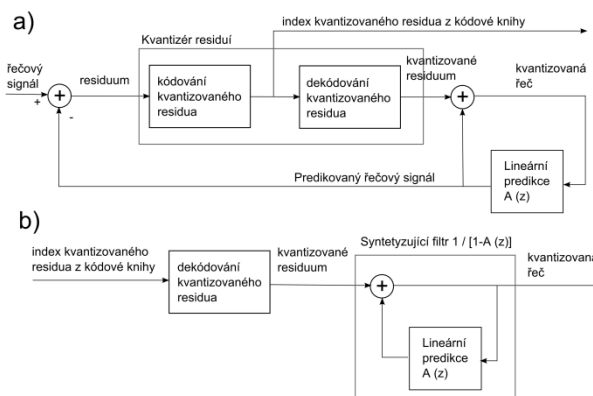 a)
index kvantizovaného residua z kódové knihy
Kvantizér residuí
řečový
signál
+
-
residuum
kódování
kvantizovaného
residua
dekódování
kvantizovaného
residua
kvantizované
residuum
kvantizovaná
řeč
Predikovaný řečový signál
Lineární
predikce
A (z)
b)
index kvantizovaného
residua z kódové knihy
dekódování
kvantizovaného
residua
kvantizované
residuum
Syntetyzující filtr 1 / [1-A (z)]
kvantizovaná
řeč
Lineární
predikce
A (z)